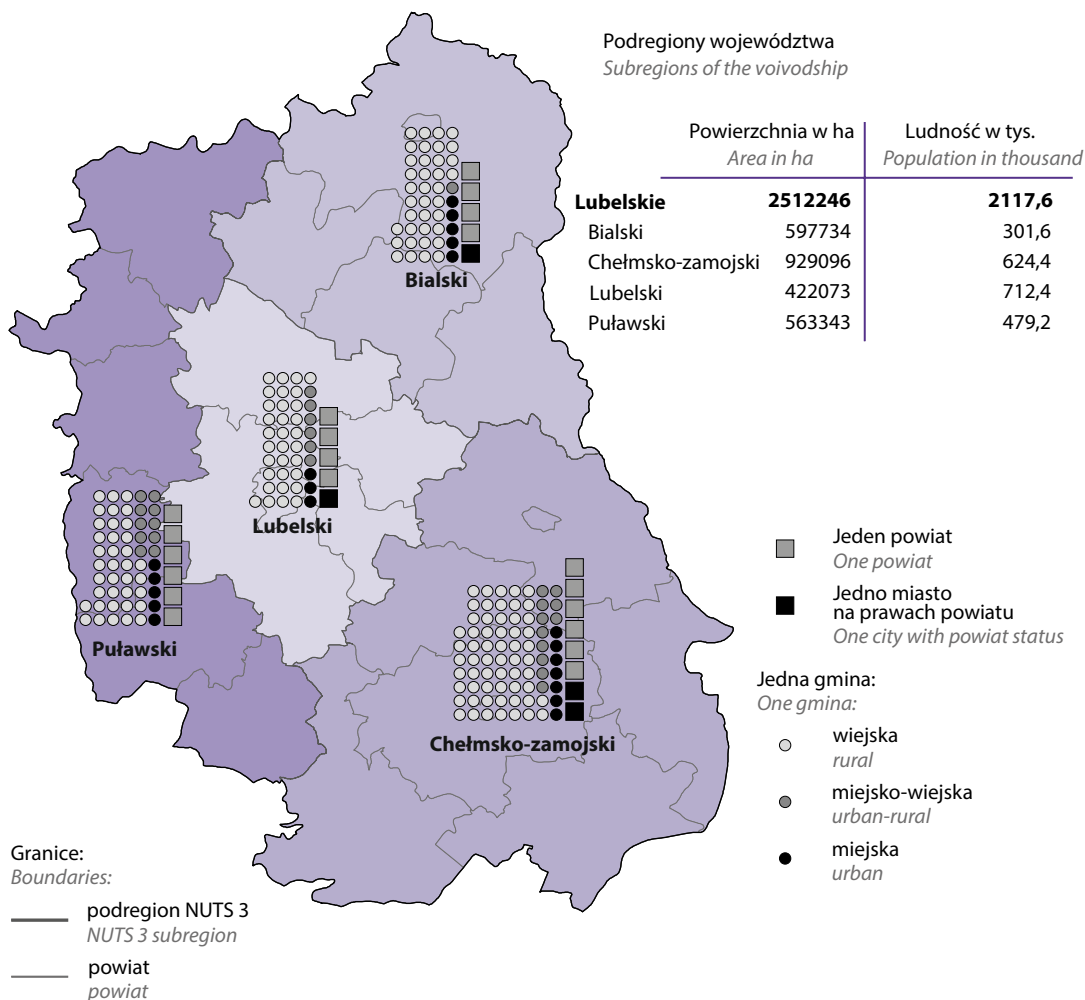 Podregiony województwa
Subregions of the voivodship
Powierzchnia w ha Ludność w tys.
Area in ha Population in thousand
Lubelskie 2512246 2117,6
Bialski 597734 301,6
Chełmsko-zamojski 929096 624,4
Lubelski 422073 712,4
Puławski 563343 479,2
Bialski
Lubelski
Puławski
Chełmsko-zamojski
Jeden powiat
One powiat
Jedno miasto
na prawach powiatu
One city with powiat status
Jedna gmina:
One gmina:
wiejska
rural
miejsko-wiejska
urban-rural
miejska
urban
Granice:
Boundaries:
podregion NUTS 3
NUTS 3 subregion
powiat
powiat